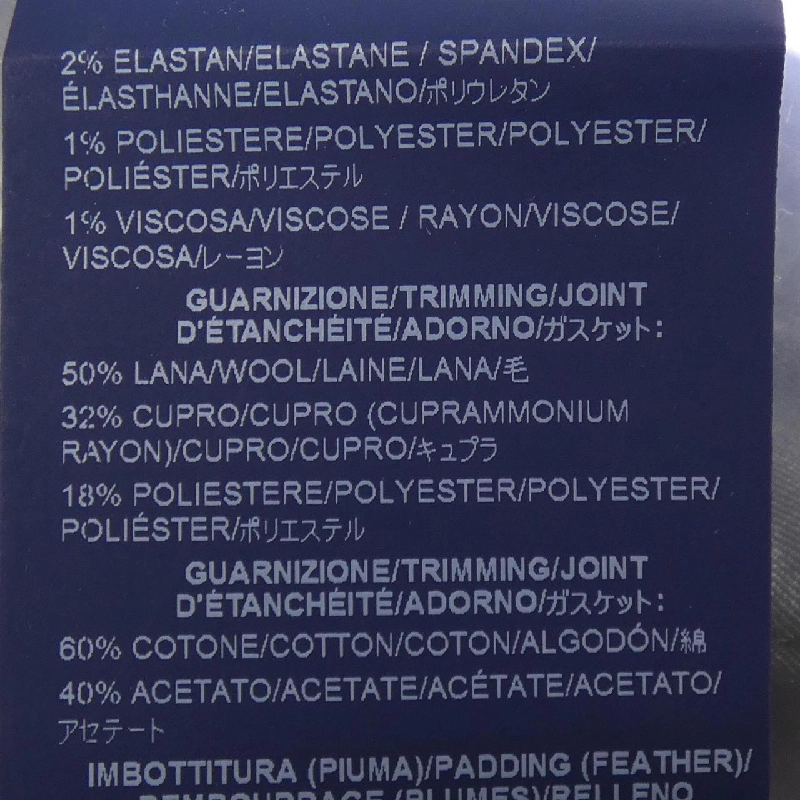 2% ELASTAN/ELASTANE / SPANDEX/
ÉLASTHANNE/ELASTANO/ポリウレタン
1% POLIESTERE/POLYESTER/POLYESTER/
POLIÉSTER/ポリエステル
1% VISCOSA/VISCOSE / RAYON/VISCOSE/
VISCOSA/レーヨン
GUARNIZIONE/TRIMMING/JOINT
D'ÉTANCHÉITÉ/ADORNO/ガスケット:
50% LANA/WOOL/LAINE/LANA/毛
32% CUPRO/CUPRO (CUPRAMMONIUM
RAYON)/CUPRO/CUPRO/キュプラ
18% POLIESTERE/POLYESTER/POLYESTER/
POLIÉSTER/ポリエステル
GUARNIZIONE/TRIMMING/JOINT
D'ÉTANCHÉITÉ/ADORNO/ガスケット:
60% COTONE/COTTON/COTON/ALGODÓN/綿
40% ACETATO/ACETATE/ACÉTATE/ACETATO/
アセテート
IMBOTTITURA (PIUMA)/PADDING (FEATHER)/
REMBOURRAGE (PLUMES)/RELLENO